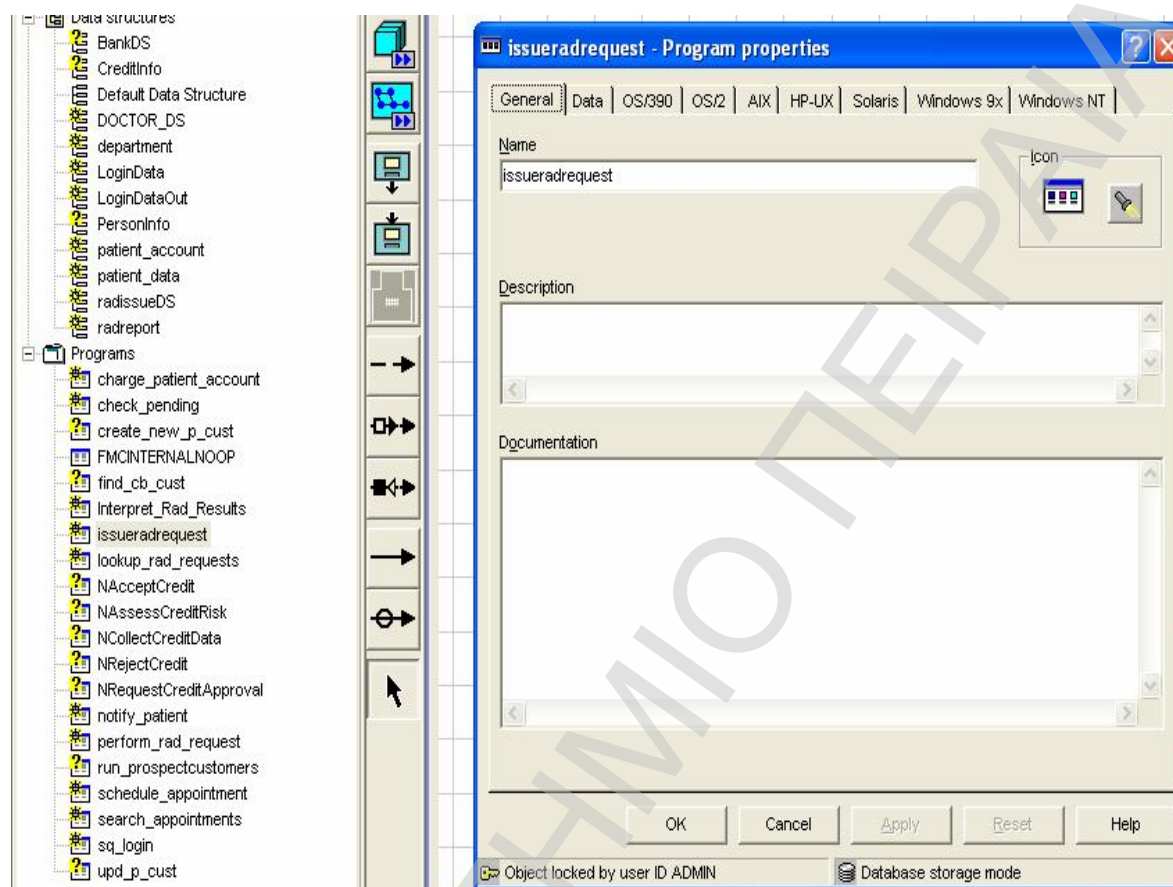 Data structures
BankDS
CreditInfo
Default Data Structure
DOCTOR_DS
department
LoginData
LoginDataOut
PersonInfo
patient_account
patient_data
radissueDS
radreport
Programs
charge_patient_account
check_pending
create_new_p_cust
FMCINTERNALNOOP
find_cb_cust
Interpret_Rad_Results
issueradrequest
lookup_rad_requests
NAcceptCredit
NAssessCreditRisk
NCollectCreditData
NRejectCredit
NRequestCreditApproval
notify_patient
perform_rad_request
run_prospectcustomers
schedule_appointment
search_appointments
sq_login
upd_p_cust
issueradrequest - Program properties
General Data OS/390 OS/2 AIX HP-UX Solaris Windows 9x Windows NT
Name
issueradrequest
Icon
Description
Documentation
OK Cancel Apply Reset Help
Object locked by user ID ADMIN Database storage mode
ΗΜΙΟ ΠΕΙΡΑΙΑ